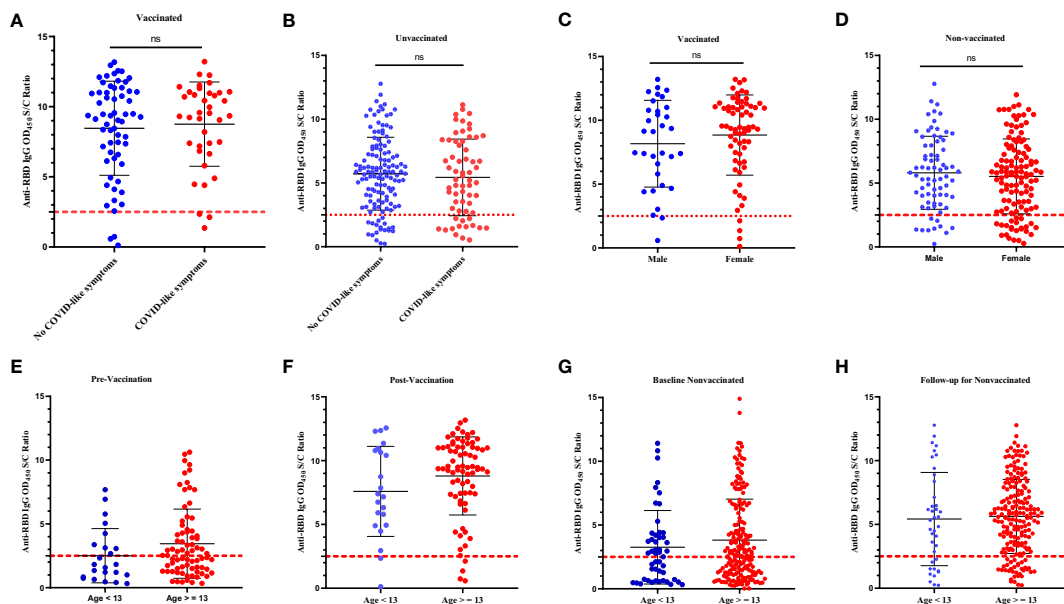 A
Vaccinated
ns
Anti-RBD IgG OD450 S/C Ratio
15
10
5
0
No COVID-like symptoms
COVID-like symptoms
B
Unvaccinated
ns
Anti-RBD IgG OD450 S/C Ratio
15
10
5
0
No COVID-like symptoms
COVID-like symptoms
C
Vaccinated
ns
Anti-RBD IgG OD450 S/C Ratio
15
10
5
0
Male
Female
D
Non-vaccinated
ns
Anti-RBD IgG OD450 S/C Ratio
15
10
5
0
Male
Female
E
Pre-Vaccination
Anti-RBD IgG OD450 S/C Ratio
15
10
5
0
Age < 13
Age > = 13
F
Post-Vaccination
Anti-RBD IgG OD450 S/C Ratio
15
10
5
0
Age < 13
Age > = 13
G
Baseline Nonvaccinated
Anti-RBD IgG OD450 S/C Ratio
15
10
5
0
Age < 13
Age > = 13
H
Follow-up for Nonvaccinated
Anti-RBD IgG OD450 S/C Ratio
15
10
5
0
Age < 13
Age > = 13